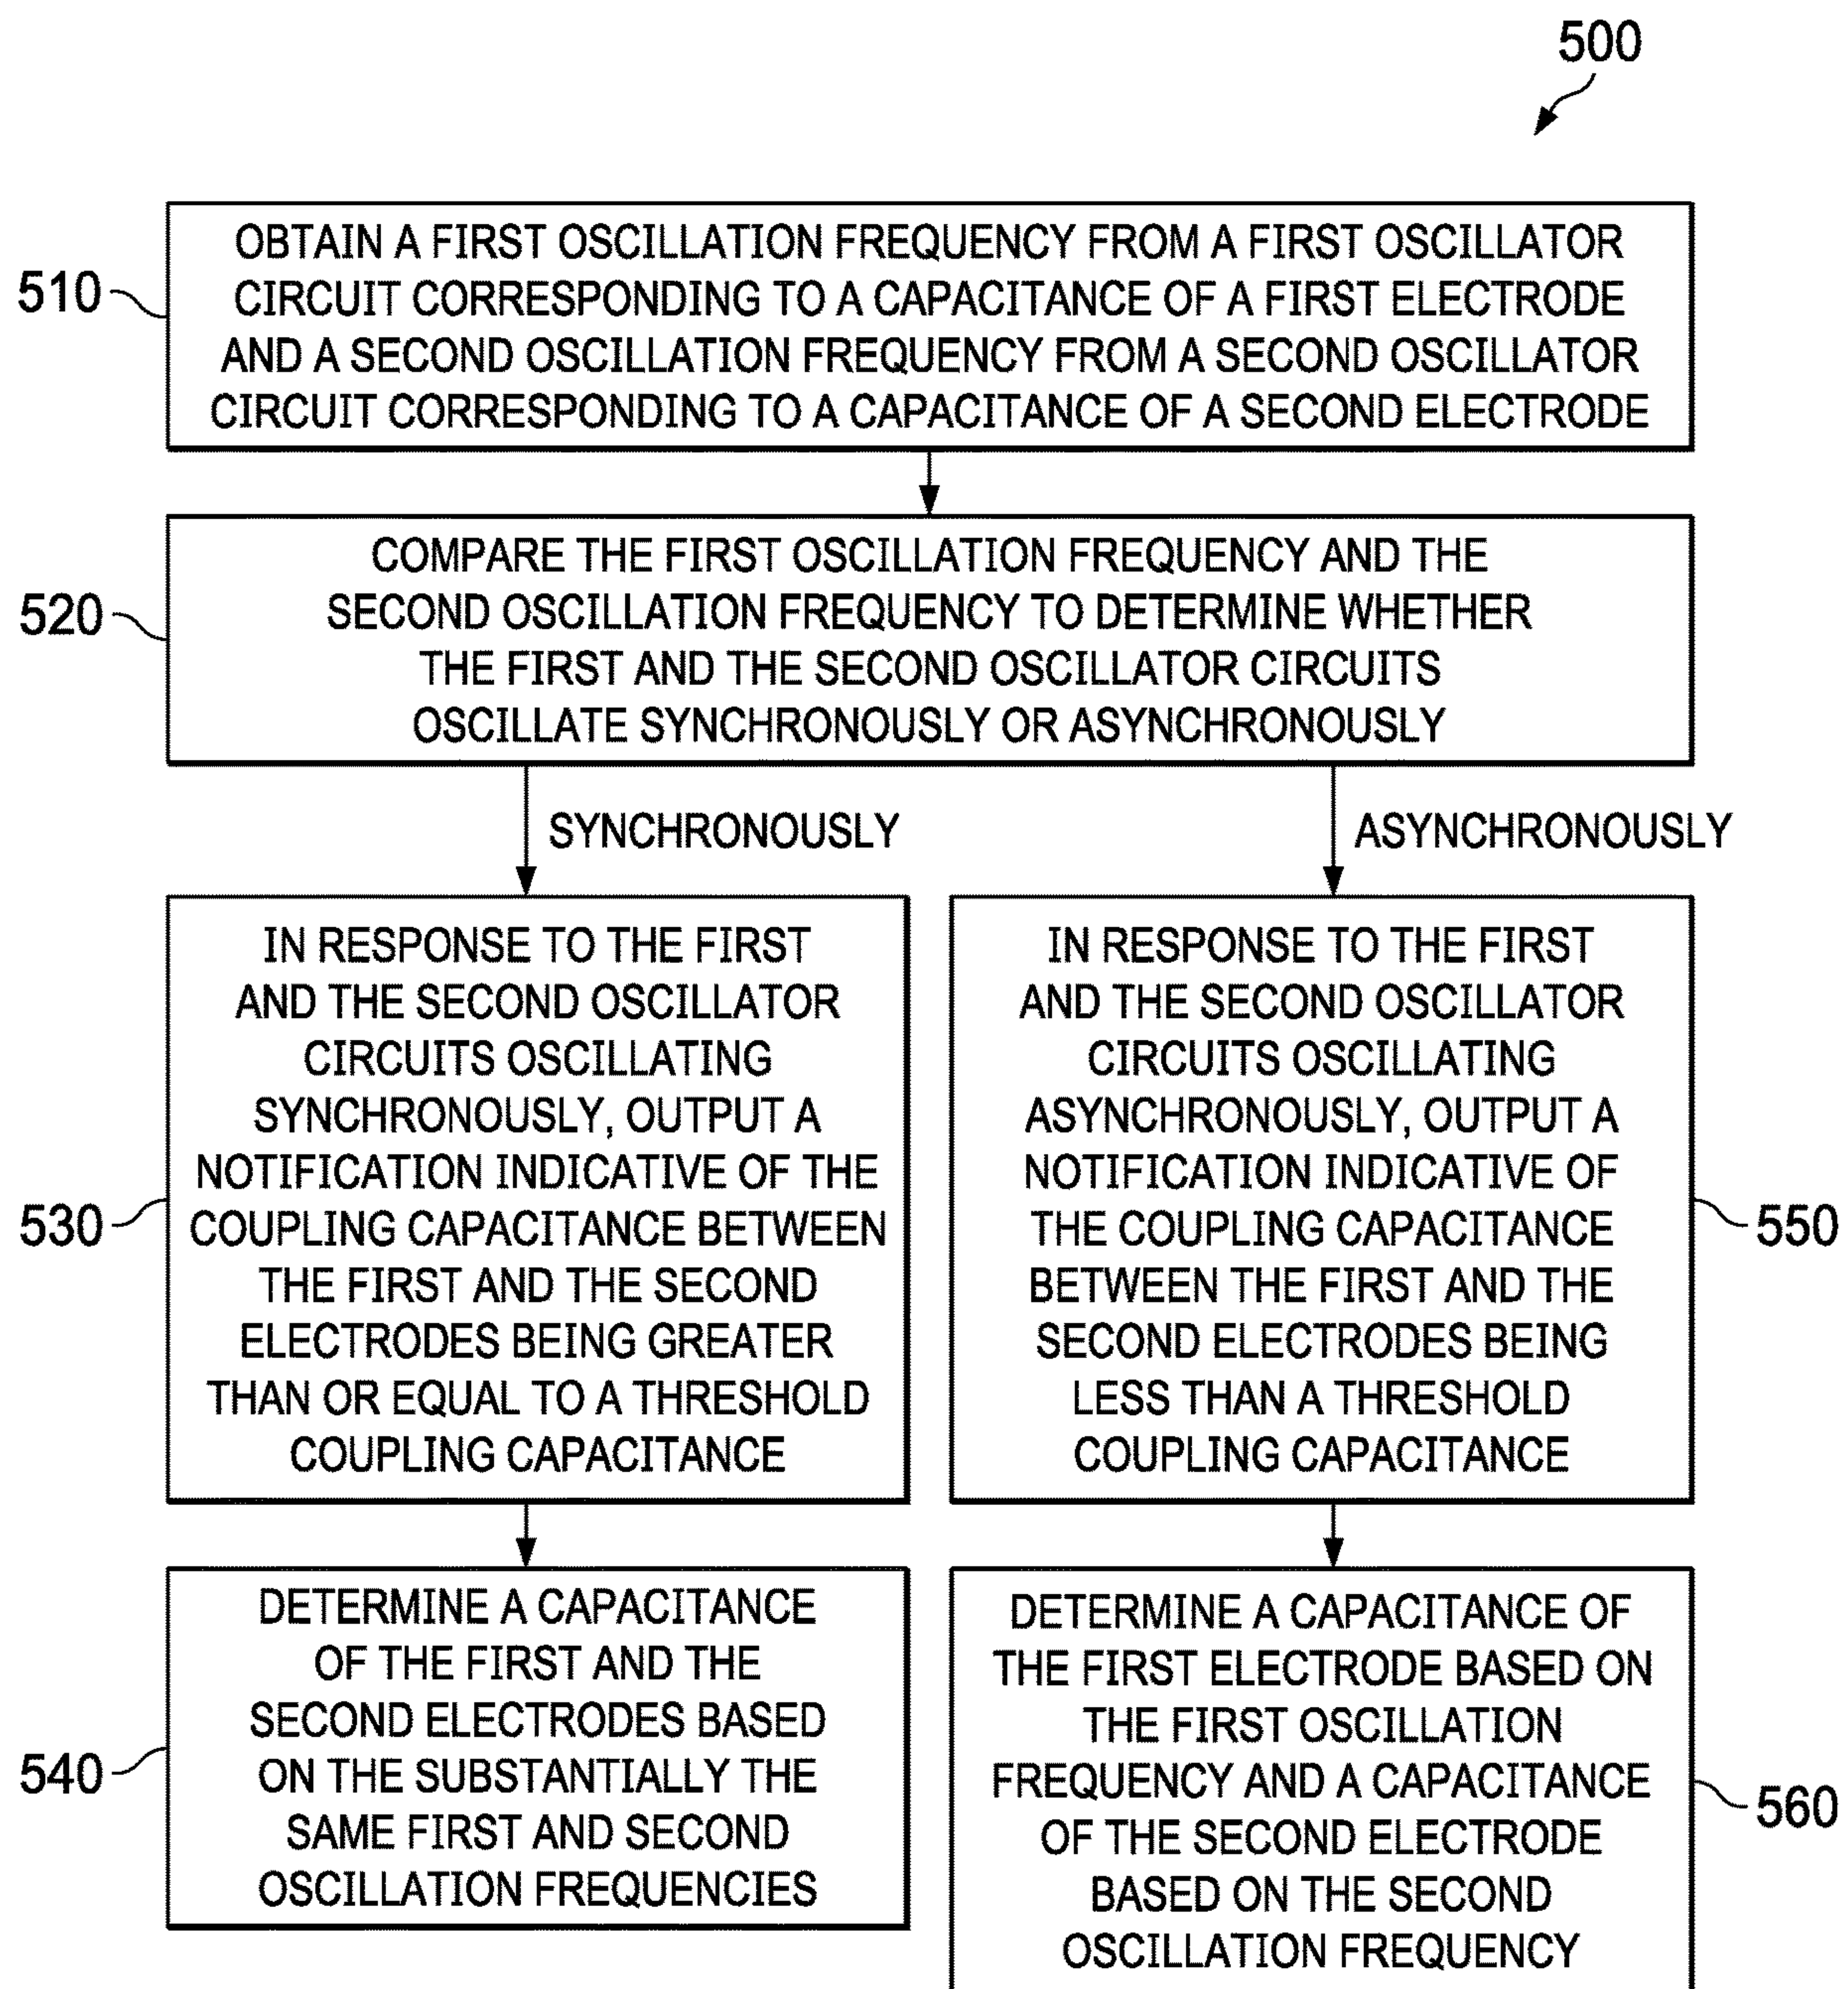 500
510
OBTAIN A FIRST OSCILLATION FREQUENCY FROM A FIRST OSCILLATOR
CIRCUIT CORRESPONDING TO A CAPACITANCE OF A FIRST ELECTRODE
AND A SECOND OSCILLATION FREQUENCY FROM A SECOND OSCILLATOR
CIRCUIT CORRESPONDING TO A CAPACITANCE OF A SECOND ELECTRODE
520
COMPARE THE FIRST OSCILLATION FREQUENCY AND THE
SECOND OSCILLATION FREQUENCY TO DETERMINE WHETHER
THE FIRST AND THE SECOND OSCILLATOR CIRCUITS
OSCILLATE SYNCHRONOUSLY OR ASYNCHRONOUSLY
SYNCHRONOUSLY
ASYNCHRONOUSLY
530
IN RESPONSE TO THE FIRST
AND THE SECOND OSCILLATOR
CIRCUITS OSCILLATING
SYNCHRONOUSLY, OUTPUT A
NOTIFICATION INDICATIVE OF THE
COUPLING CAPACITANCE BETWEEN
THE FIRST AND THE SECOND
ELECTRODES BEING GREATER
THAN OR EQUAL TO A THRESHOLD
COUPLING CAPACITANCE
IN RESPONSE TO THE FIRST
AND THE SECOND OSCILLATOR
CIRCUITS OSCILLATING
ASYNCHRONOUSLY, OUTPUT A
NOTIFICATION INDICATIVE OF
THE COUPLING CAPACITANCE
BETWEEN THE FIRST AND THE
SECOND ELECTRODES BEING
LESS THAN A THRESHOLD
COUPLING CAPACITANCE
550
540
DETERMINE A CAPACITANCE
OF THE FIRST AND THE
SECOND ELECTRODES BASED
ON THE SUBSTANTIALLY THE
SAME FIRST AND SECOND
OSCILLATION FREQUENCIES
DETERMINE A CAPACITANCE OF
THE FIRST ELECTRODE BASED ON
THE FIRST OSCILLATION
FREQUENCY AND A CAPACITANCE
OF THE SECOND ELECTRODE
BASED ON THE SECOND
OSCILLATION FREQUENCY
560